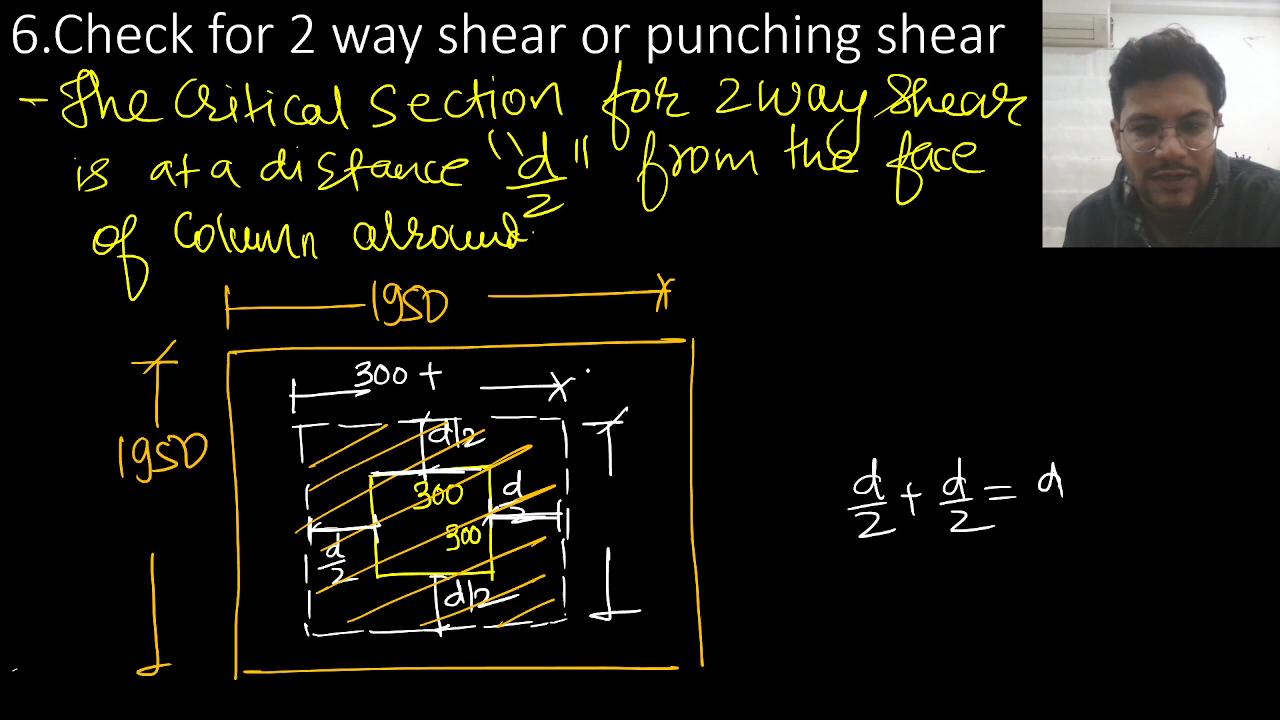 6.Check for 2 way shear or punching shear
- The Critical Section for 2 way Shear
is at a distance "d/2" from the face
of Column arround.
1950
300 +
d/2
1950
300
d/2
300
d/2
d/2
d/2 + d/2 = d